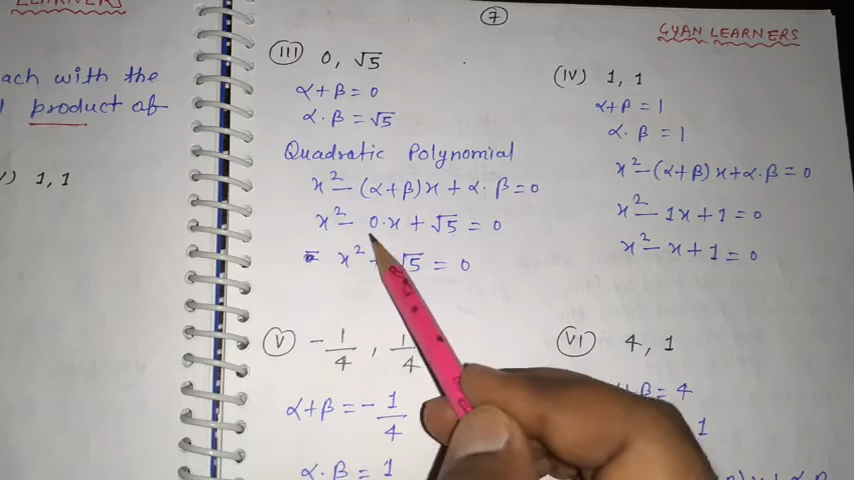 LEARNERS
ach with the
product of
1, 1
7
GYAN LEARNERS
(III) 0, √5
α+β = 0
α·β = √5
Quadratic Polynomial
x² - (α+β)x + α·β = 0
x² - 0·x + √5 = 0
= x² + √5 = 0
(IV) 1, 1
α+β = 1
α·β = 1
x² - (α+β)x + α·β = 0
x² - 1x + 1 = 0
x² - x + 1 = 0
(V) -1/4, 1/4
α+β = -1/4
α·β = 1
(VI) 4, 1
+β = 4
1